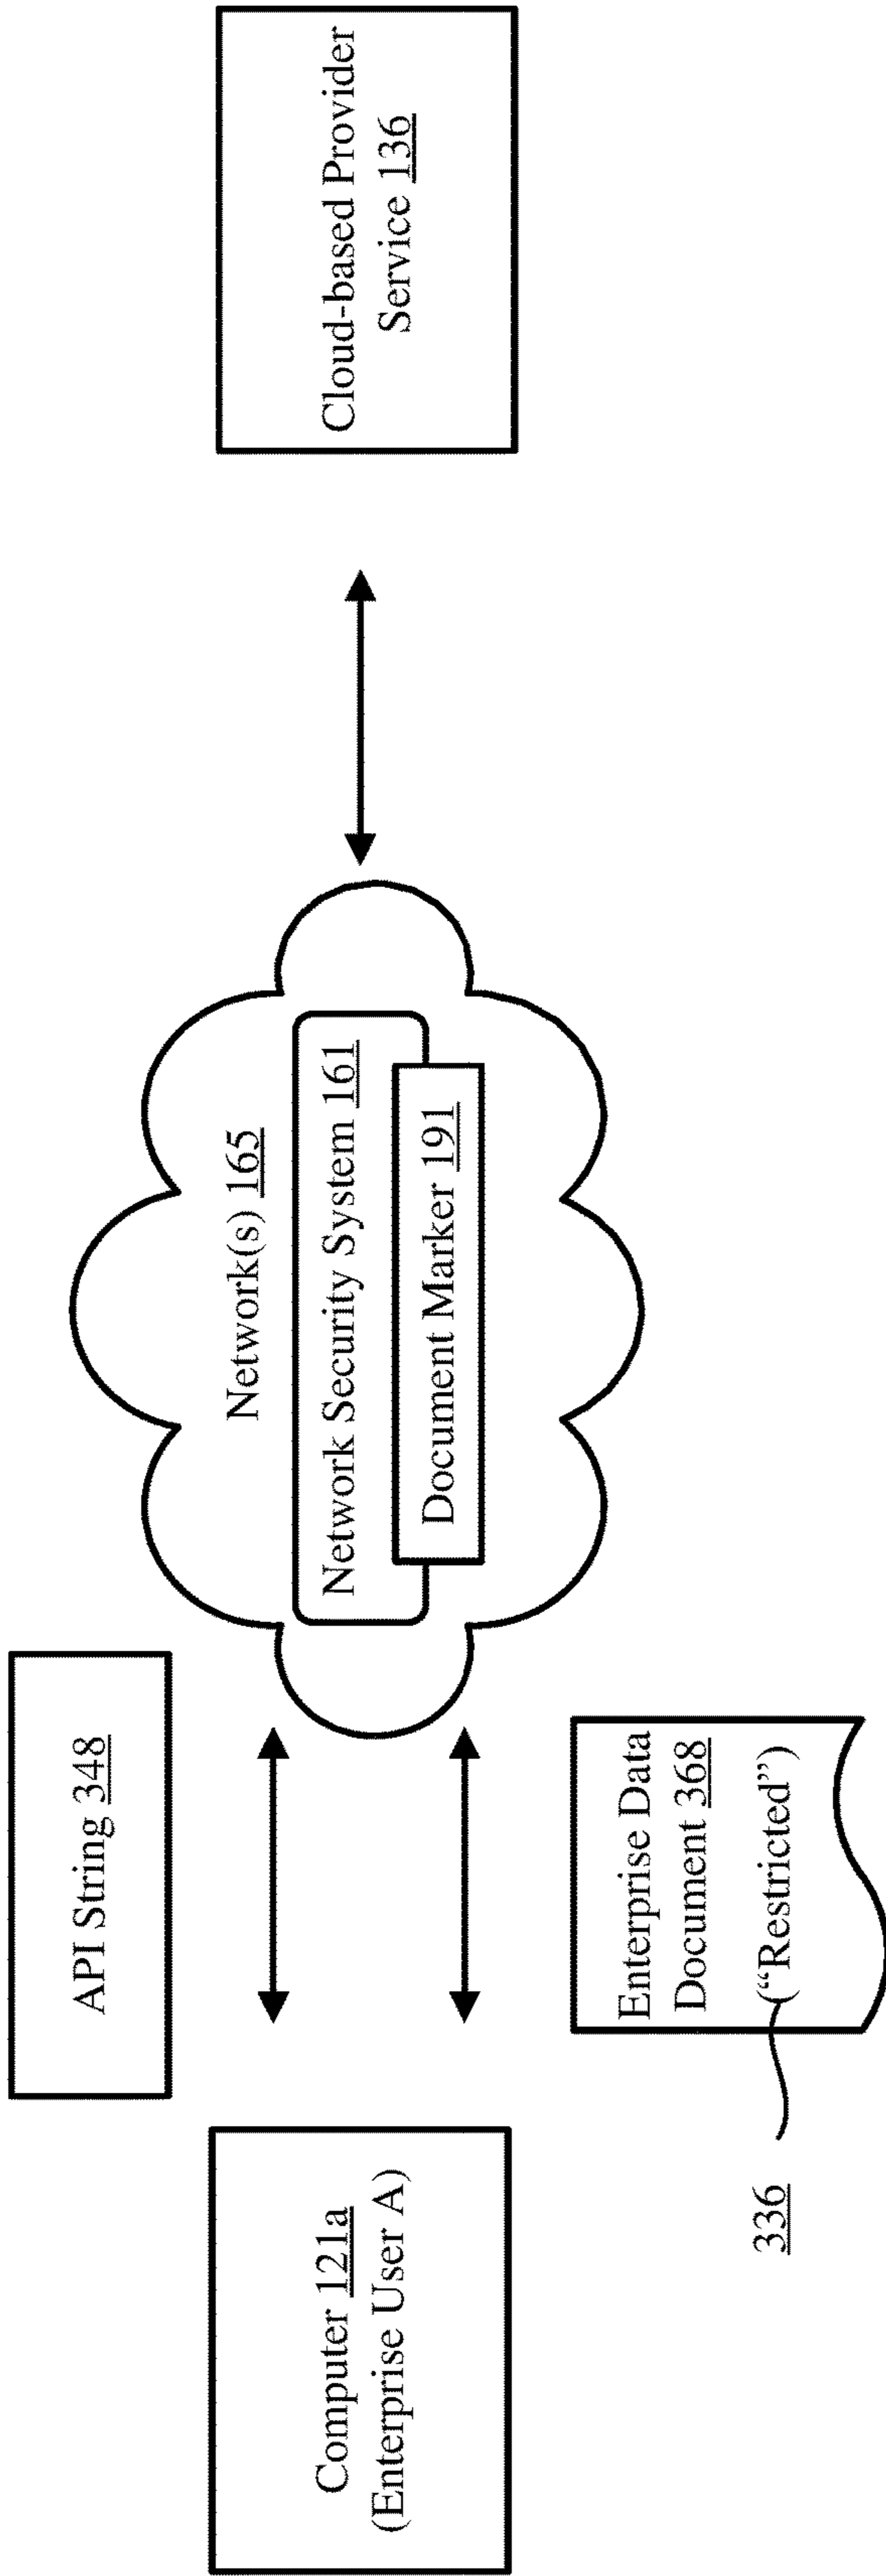 API String 348
Computer 121a
(Enterprise User A)
Network(s) 165
Network Security System 161
Document Marker 191
Cloud-based Provider
Service 136
Enterprise Data
Document 368
(“Restricted”)
336